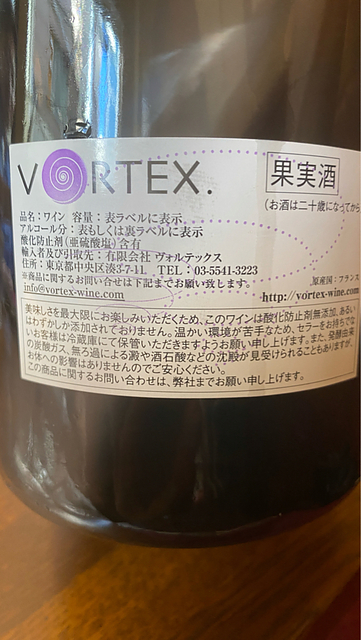 VORTEX.
果実酒
（お酒は二十歳になってから
品名：ワイン 容量：表ラベルに表示
アルコール分：表もしくは裏ラベルに表示
酸化防止剤（亜硫酸塩）含有
輸入者及び引取先：有限会社 ヴォルテックス
住所：東京都中央区湊3-7-1L TEL：03-5541-3223
※商品に関するお問い合わせは下記までお願い致します。
info@vortex-wine.com
原産国：フランス
http://vortex-wine.com
美味しさを最大限にお楽しみいただくため、このワインは酸化防止剤無添加、あるい
はわずかしか添加されておりません。温かい環境が苦手なため、セラーをお持ちでな
いお客様は冷蔵庫にて保管いただきますようお願い申し上げます。また、発酵由来
の炭酸ガス、無ろ過による澱や酒石酸などの沈殿が見受けられることもありますが、
お体への影響はありませんのでご安心ください。
この商品に関するお問い合わせは、弊社までお願い申し上げます。